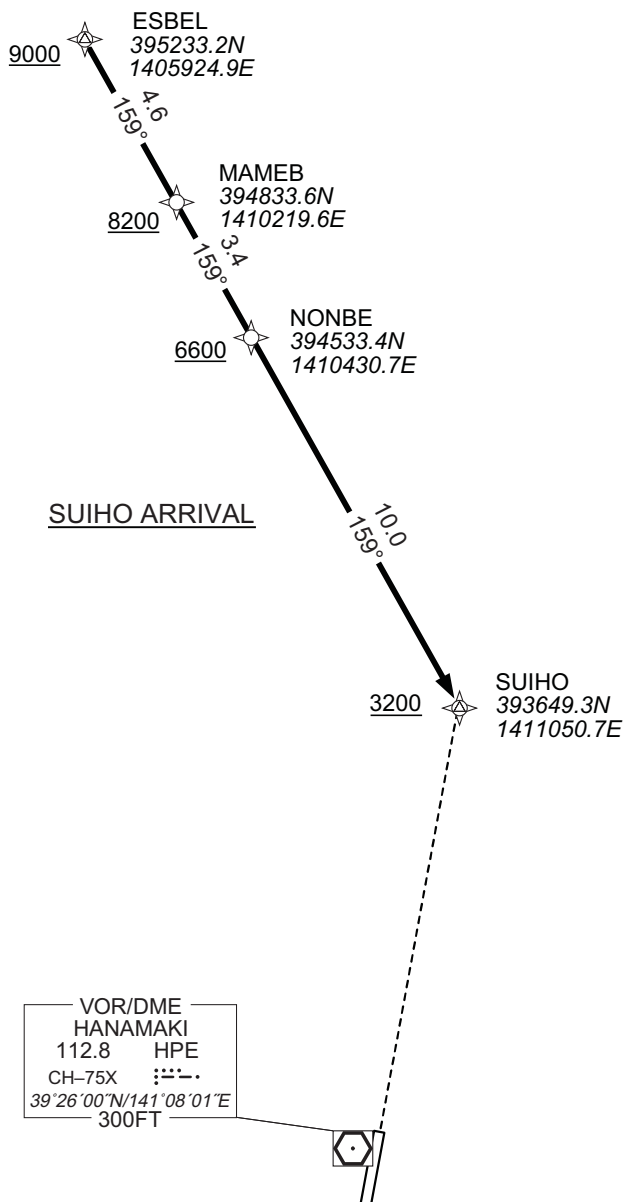 ESBEL
395233.2N
1405924.9E
9000
4.6
159°
MAMEB
394833.6N
1410219.6E
8200
3.4
159°
NONBE
394533.4N
1410430.7E
6600
SUIHO ARRIVAL
10.0
159°
SUIHO
393649.3N
1411050.7E
3200
VOR/DME
HANAMAKI
112.8 HPE
CH–75X
39°26´00˝N/141°08´01˝E
300FT